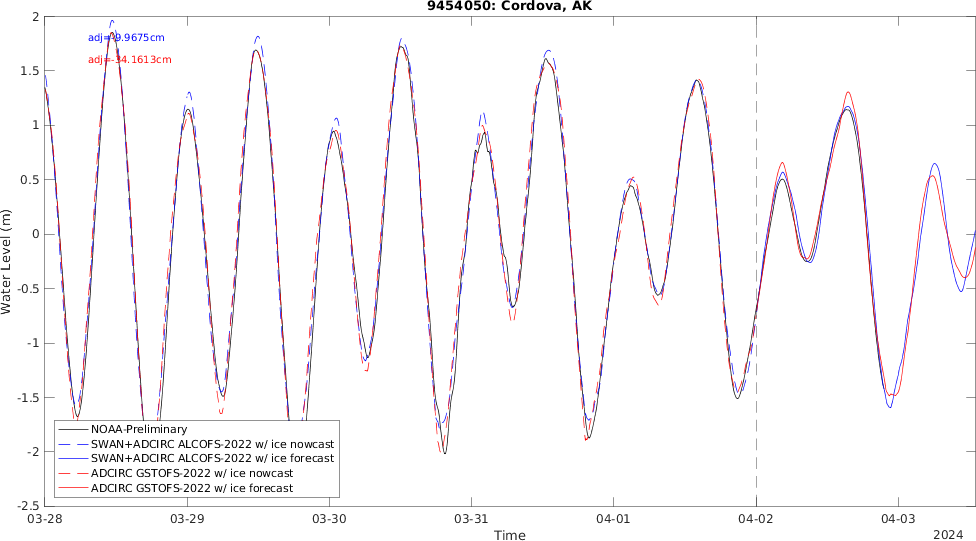 9454050: Cordova, AK
2
adj=-9.9675cm
adj=-34.1613cm
1.5
1
0.5
0
-0.5
-1
-1.5
-2
-2.5
Water Level (m)
NOAA-Preliminary
SWAN+ADCIRC ALCOFS-2022 w/ ice nowcast
SWAN+ADCIRC ALCOFS-2022 w/ ice forecast
ADCIRC GSTOFS-2022 w/ ice nowcast
ADCIRC GSTOFS-2022 w/ ice forecast
03-28 03-29 03-30 03-31 04-01 04-02 04-03
Time
2024